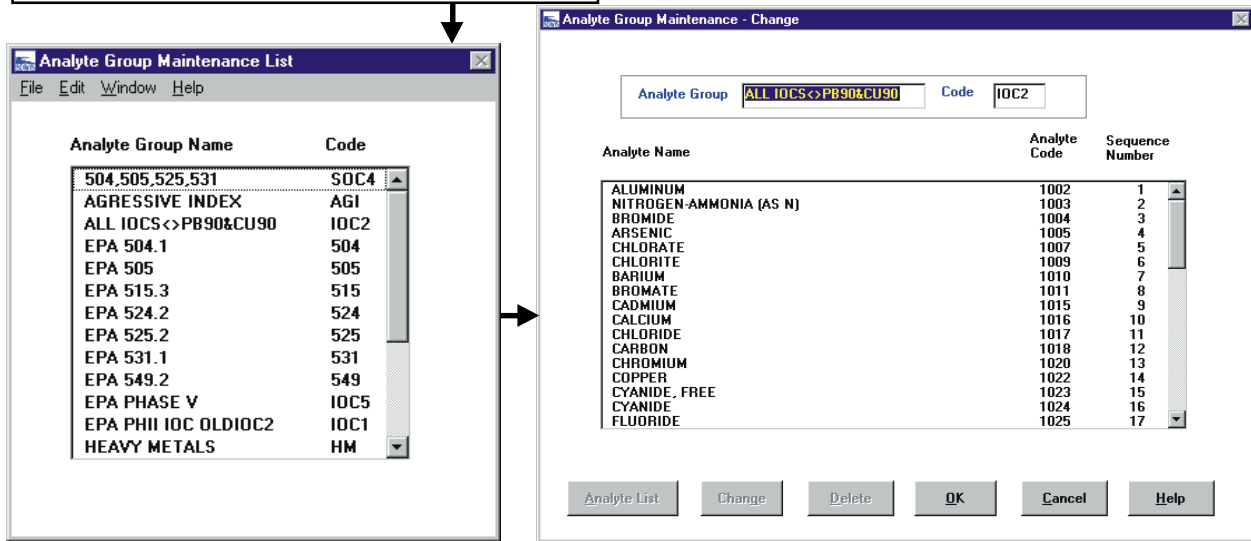 Analyte Group Maintenance List
File Edit Window Help
Analyte Group Name Code
504,505,525,531 SOC4
AGRESSIVE INDEX AGI
ALL IOCS<>PB90&CU90 IOC2
EPA 504.1 504
EPA 505 505
EPA 515.3 515
EPA 524.2 524
EPA 525.2 525
EPA 531.1 531
EPA 549.2 549
EPA PHASE V IOC5
EPA PHII IOC OLDIOC2 IOC1
HEAVY METALS HM
Analyte Group Maintenance - Change
Analyte Group ALL IOCS<>PB90&CU90 Code IOC2
Analyte Name Analyte Code Sequence Number
ALUMINUM 1002 1
NITROGEN-AMMONIA (AS N) 1003 2
BROMIDE 1004 3
ARSENIC 1005 4
CHLORATE 1007 5
CHLORITE 1009 6
BARIUM 1010 7
BROMATE 1011 8
CADMIUM 1015 9
CALCIUM 1016 10
CHLORIDE 1017 11
CARBON 1018 12
CHROMIUM 1020 13
COPPER 1022 14
CYANIDE, FREE 1023 15
CYANIDE 1024 16
FLUORIDE 1025 17
Analyte List Change Delete OK Cancel Help